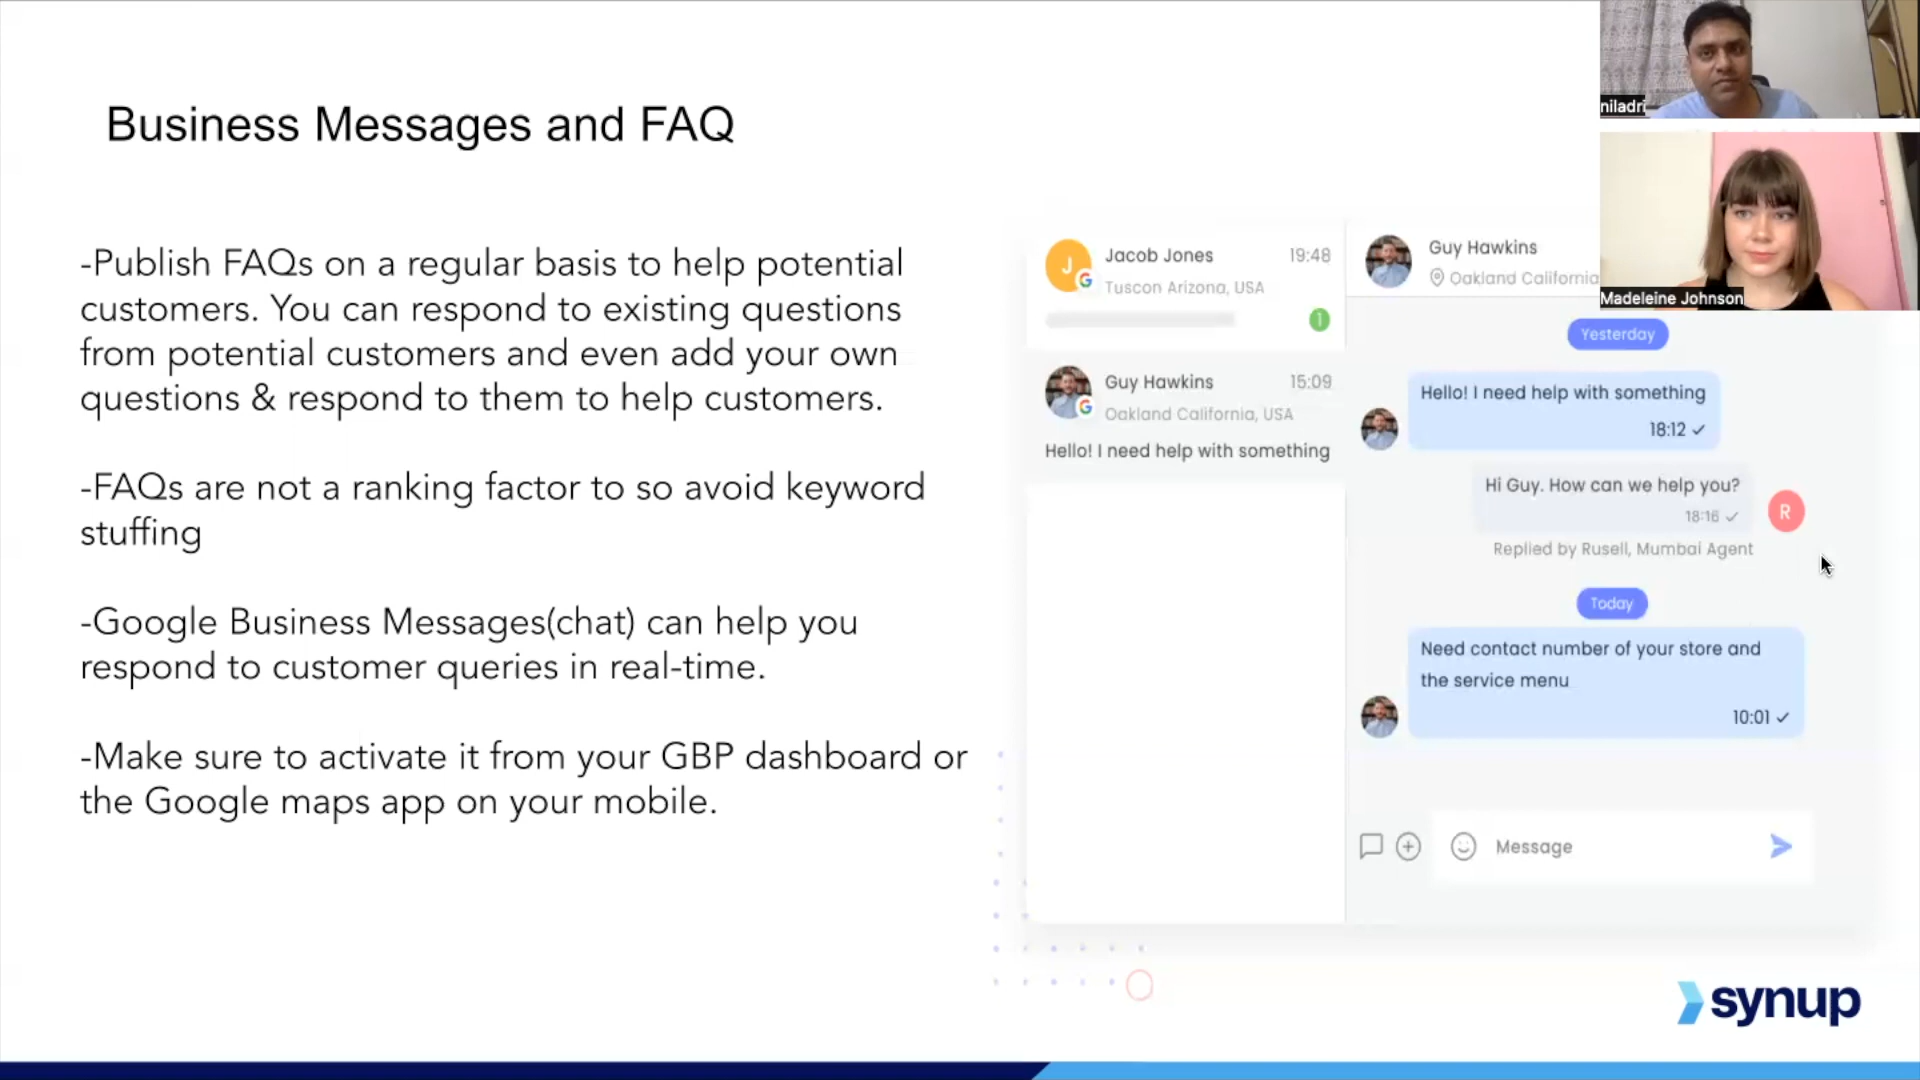 Business Messages and FAQ
-Publish FAQs on a regular basis to help potential
customers. You can respond to existing questions
from potential customers and even add your own
questions & respond to them to help customers.
-FAQs are not a ranking factor to so avoid keyword
stuffing
-Google Business Messages(chat) can help you
respond to customer queries in real-time.
-Make sure to activate it from your GBP dashboard or
the Google maps app on your mobile.
J
Jacob Jones 19:48
Tuscon Arizona, USA
1
Guy Hawkins 15:09
Oakland California, USA
Hello! I need help with something
Guy Hawkins
Oakland California
Yesterday
Hello! I need help with something
18:12
Hi Guy. How can we help you?
18:16
R
Replied by Rusell, Mumbai Agent
Today
Need contact number of your store and
the service menu
10:01
Message
niladri
Madeleine Johnson
synup